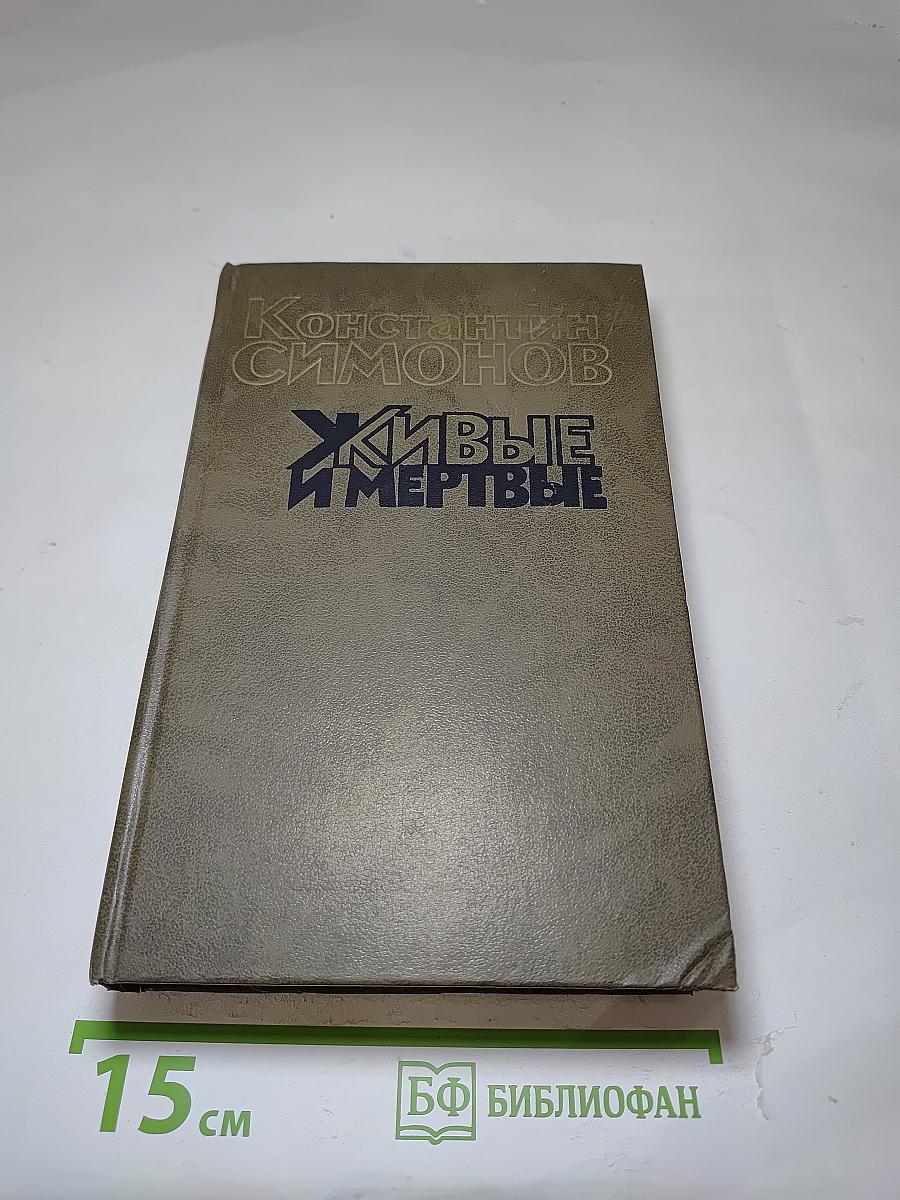 Константин
СИМОНОВ
ЖИВЫЕ
И МЕРТВЫЕ
15 см
БФ БИБЛИОФАН